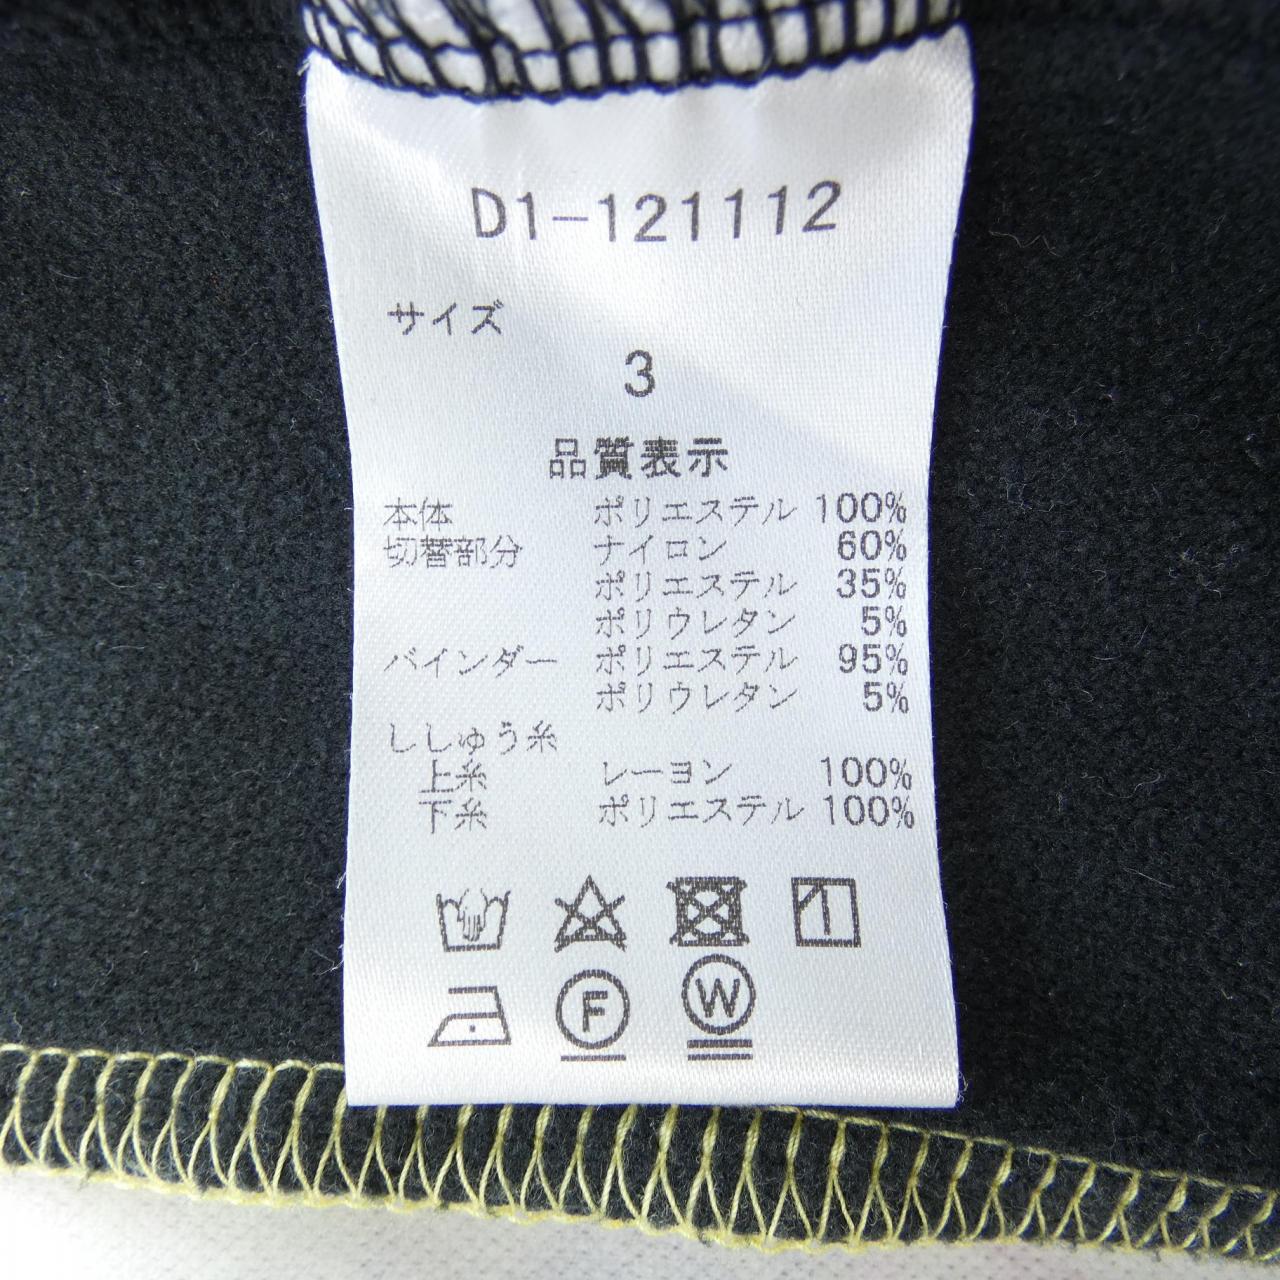 D1-121112
サイズ
3
品質表示
本体 ポリエステル 100%
切替部分 ナイロン 60%
ポリエステル 35%
ポリウレタン 5%
バインダー ポリエステル 95%
ポリウレタン 5%
ししゅう糸
上糸 レーヨン 100%
下糸 ポリエステル 100%
F W